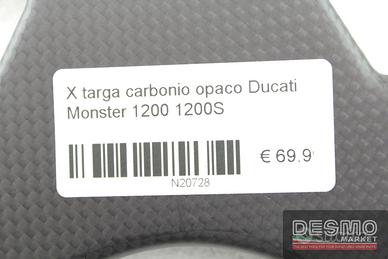 X targa carbonio opaco Ducati
Monster 1200 1200S
€ 69.9
N20728
DESMO
MARKET